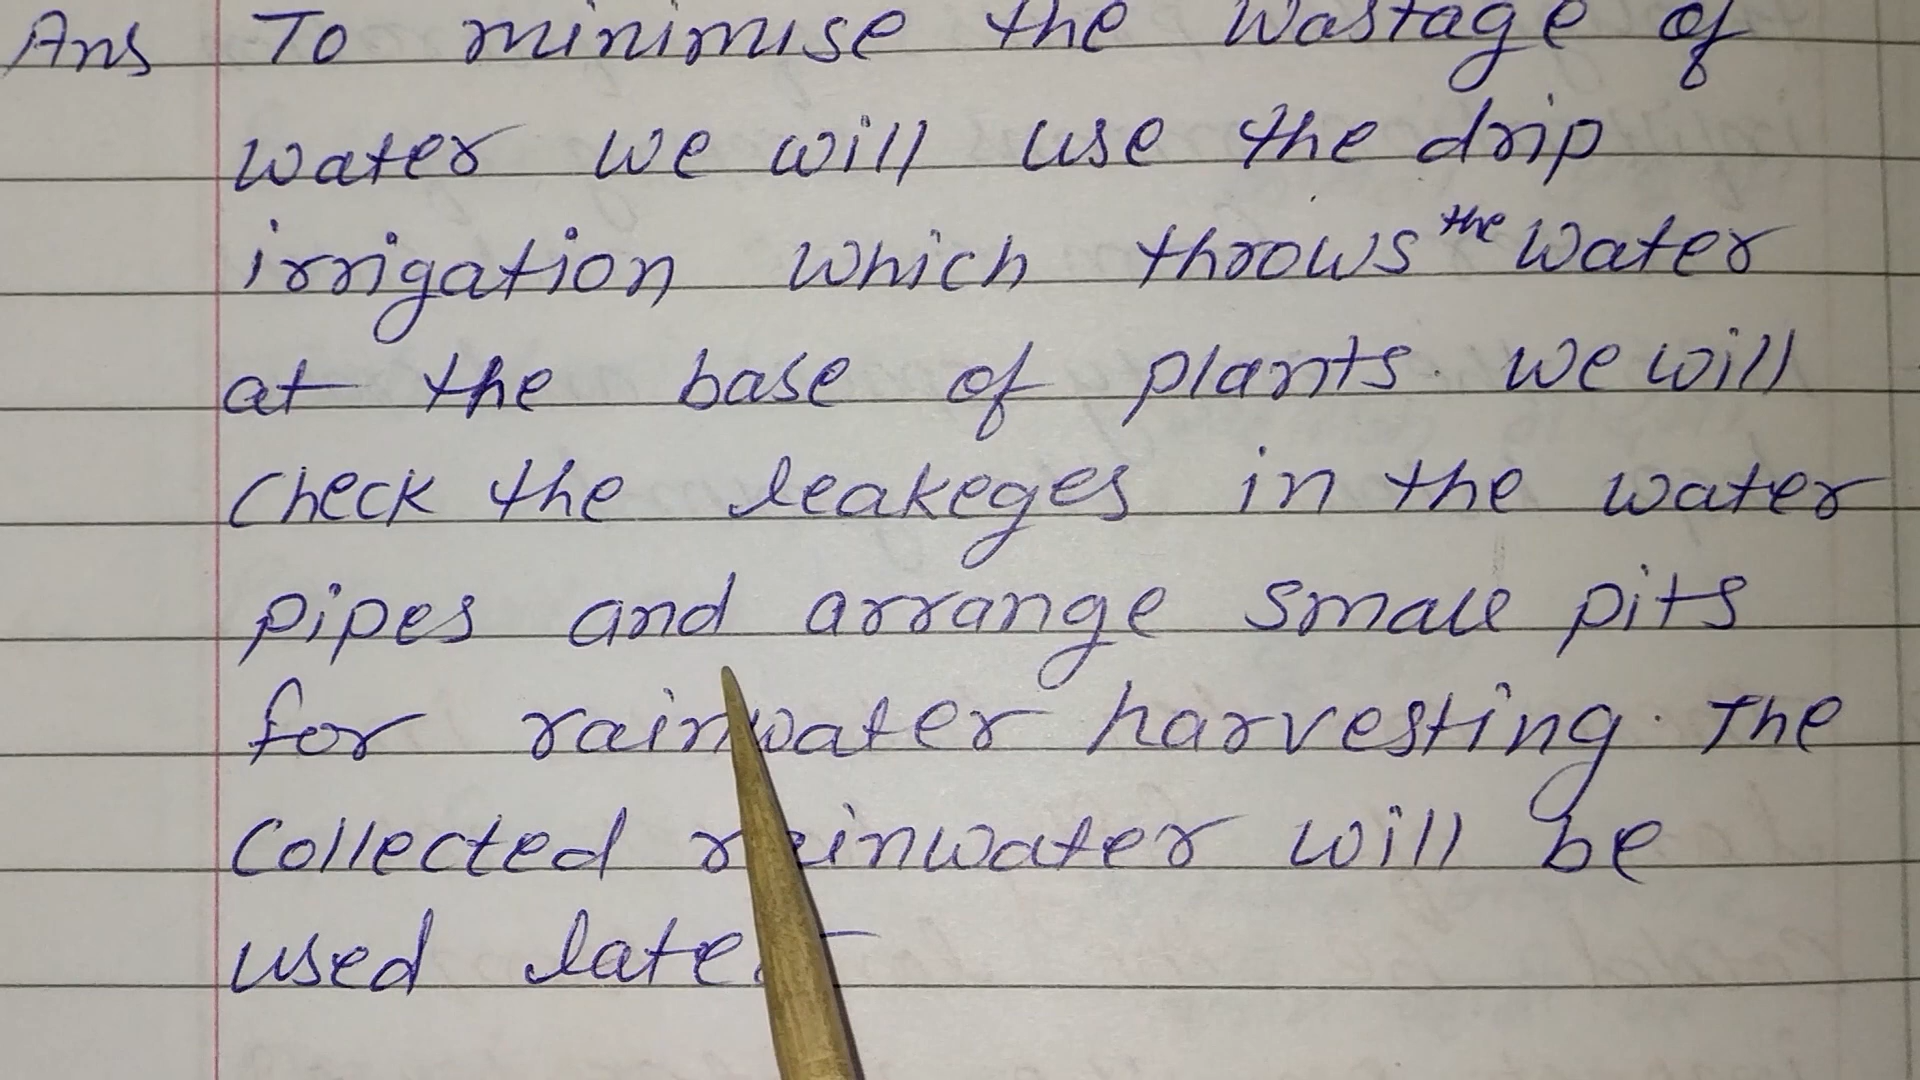 Ans To minimise the wastage of
water we will use the drip
irrigation which throws the water
at the base of plants. we will
check the leakeges in the water
pipes and arrange small pits
for rainwater harvesting. The
collected rainwater will be
used later